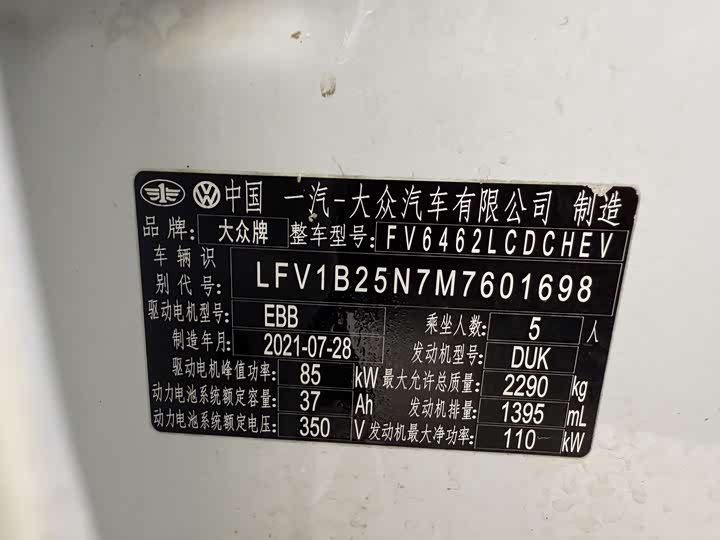 中国 一汽-大众汽车有限公司 制造
品牌: 大众牌 整车型号: FV6462LCDCHEV
车辆识别代号: LFV1B25N7M7601698
驱动电机型号: EBB 乘坐人数: 5 人
制造年月: 2021-07-28 发动机型号: DUK
驱动电机峰值功率: 85 kW 最大允许总质量: 2290 kg
动力电池系统额定容量: 37 Ah 发动机排量: 1395 mL
动力电池系统额定电压: 350 V 发动机最大净功率: 110 kW